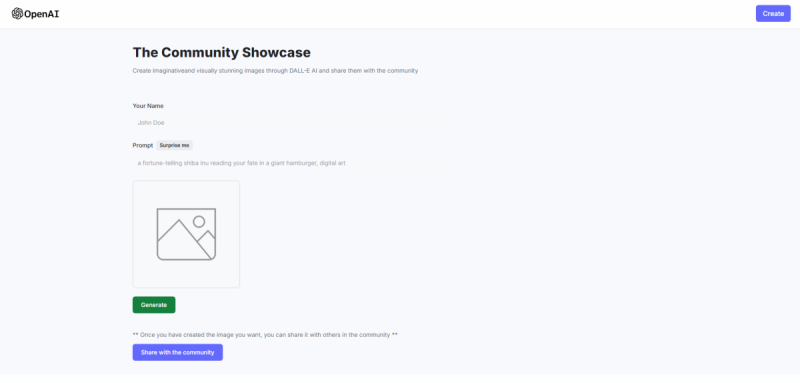 OpenAI
Create
The Community Showcase
Create imaginativeand visually stunning images through DALL-E AI and share them with the community
Your Name
John Doe
Prompt Surprise me
a fortune-telling shiba inu reading your fate in a giant hamburger, digital art
Generate
** Once you have created the image you want, you can share it with others in the community **
Share with the community